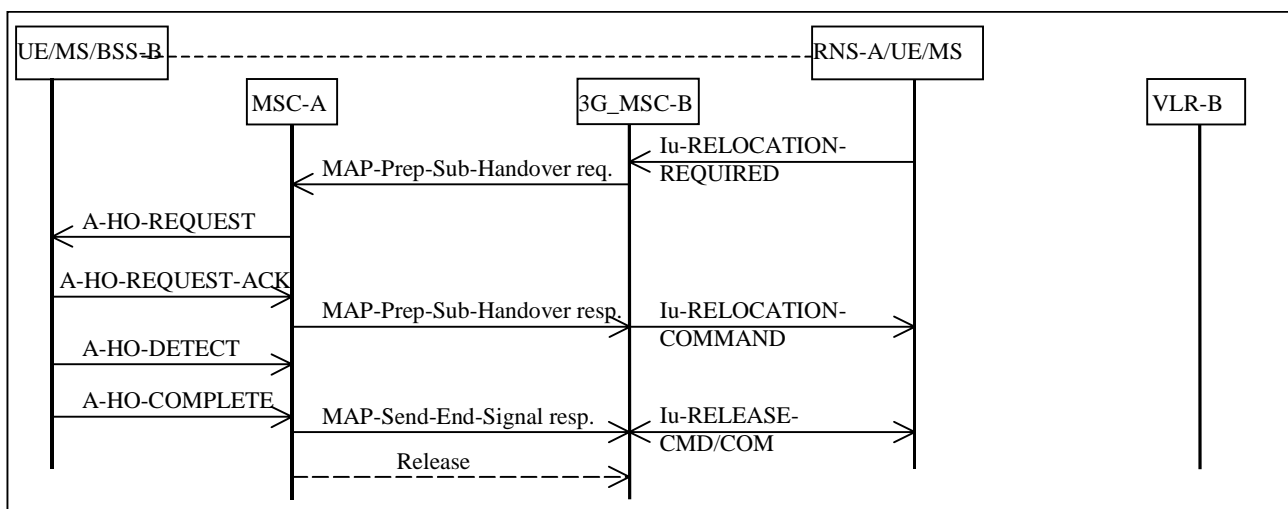 UE/MS/BSS-B
RNS-A/UE/MS
MSC-A
3G_MSC-B
VLR-B
Iu-RELOCATION-
REQUIRED
MAP-Prep-Sub-Handover req.
A-HO-REQUEST
A-HO-REQUEST-ACK
MAP-Prep-Sub-Handover resp.
Iu-RELOCATION-
COMMAND
A-HO-DETECT
A-HO-COMPLETE
MAP-Send-End-Signal resp.
Iu-RELEASE-
CMD/COM
Release